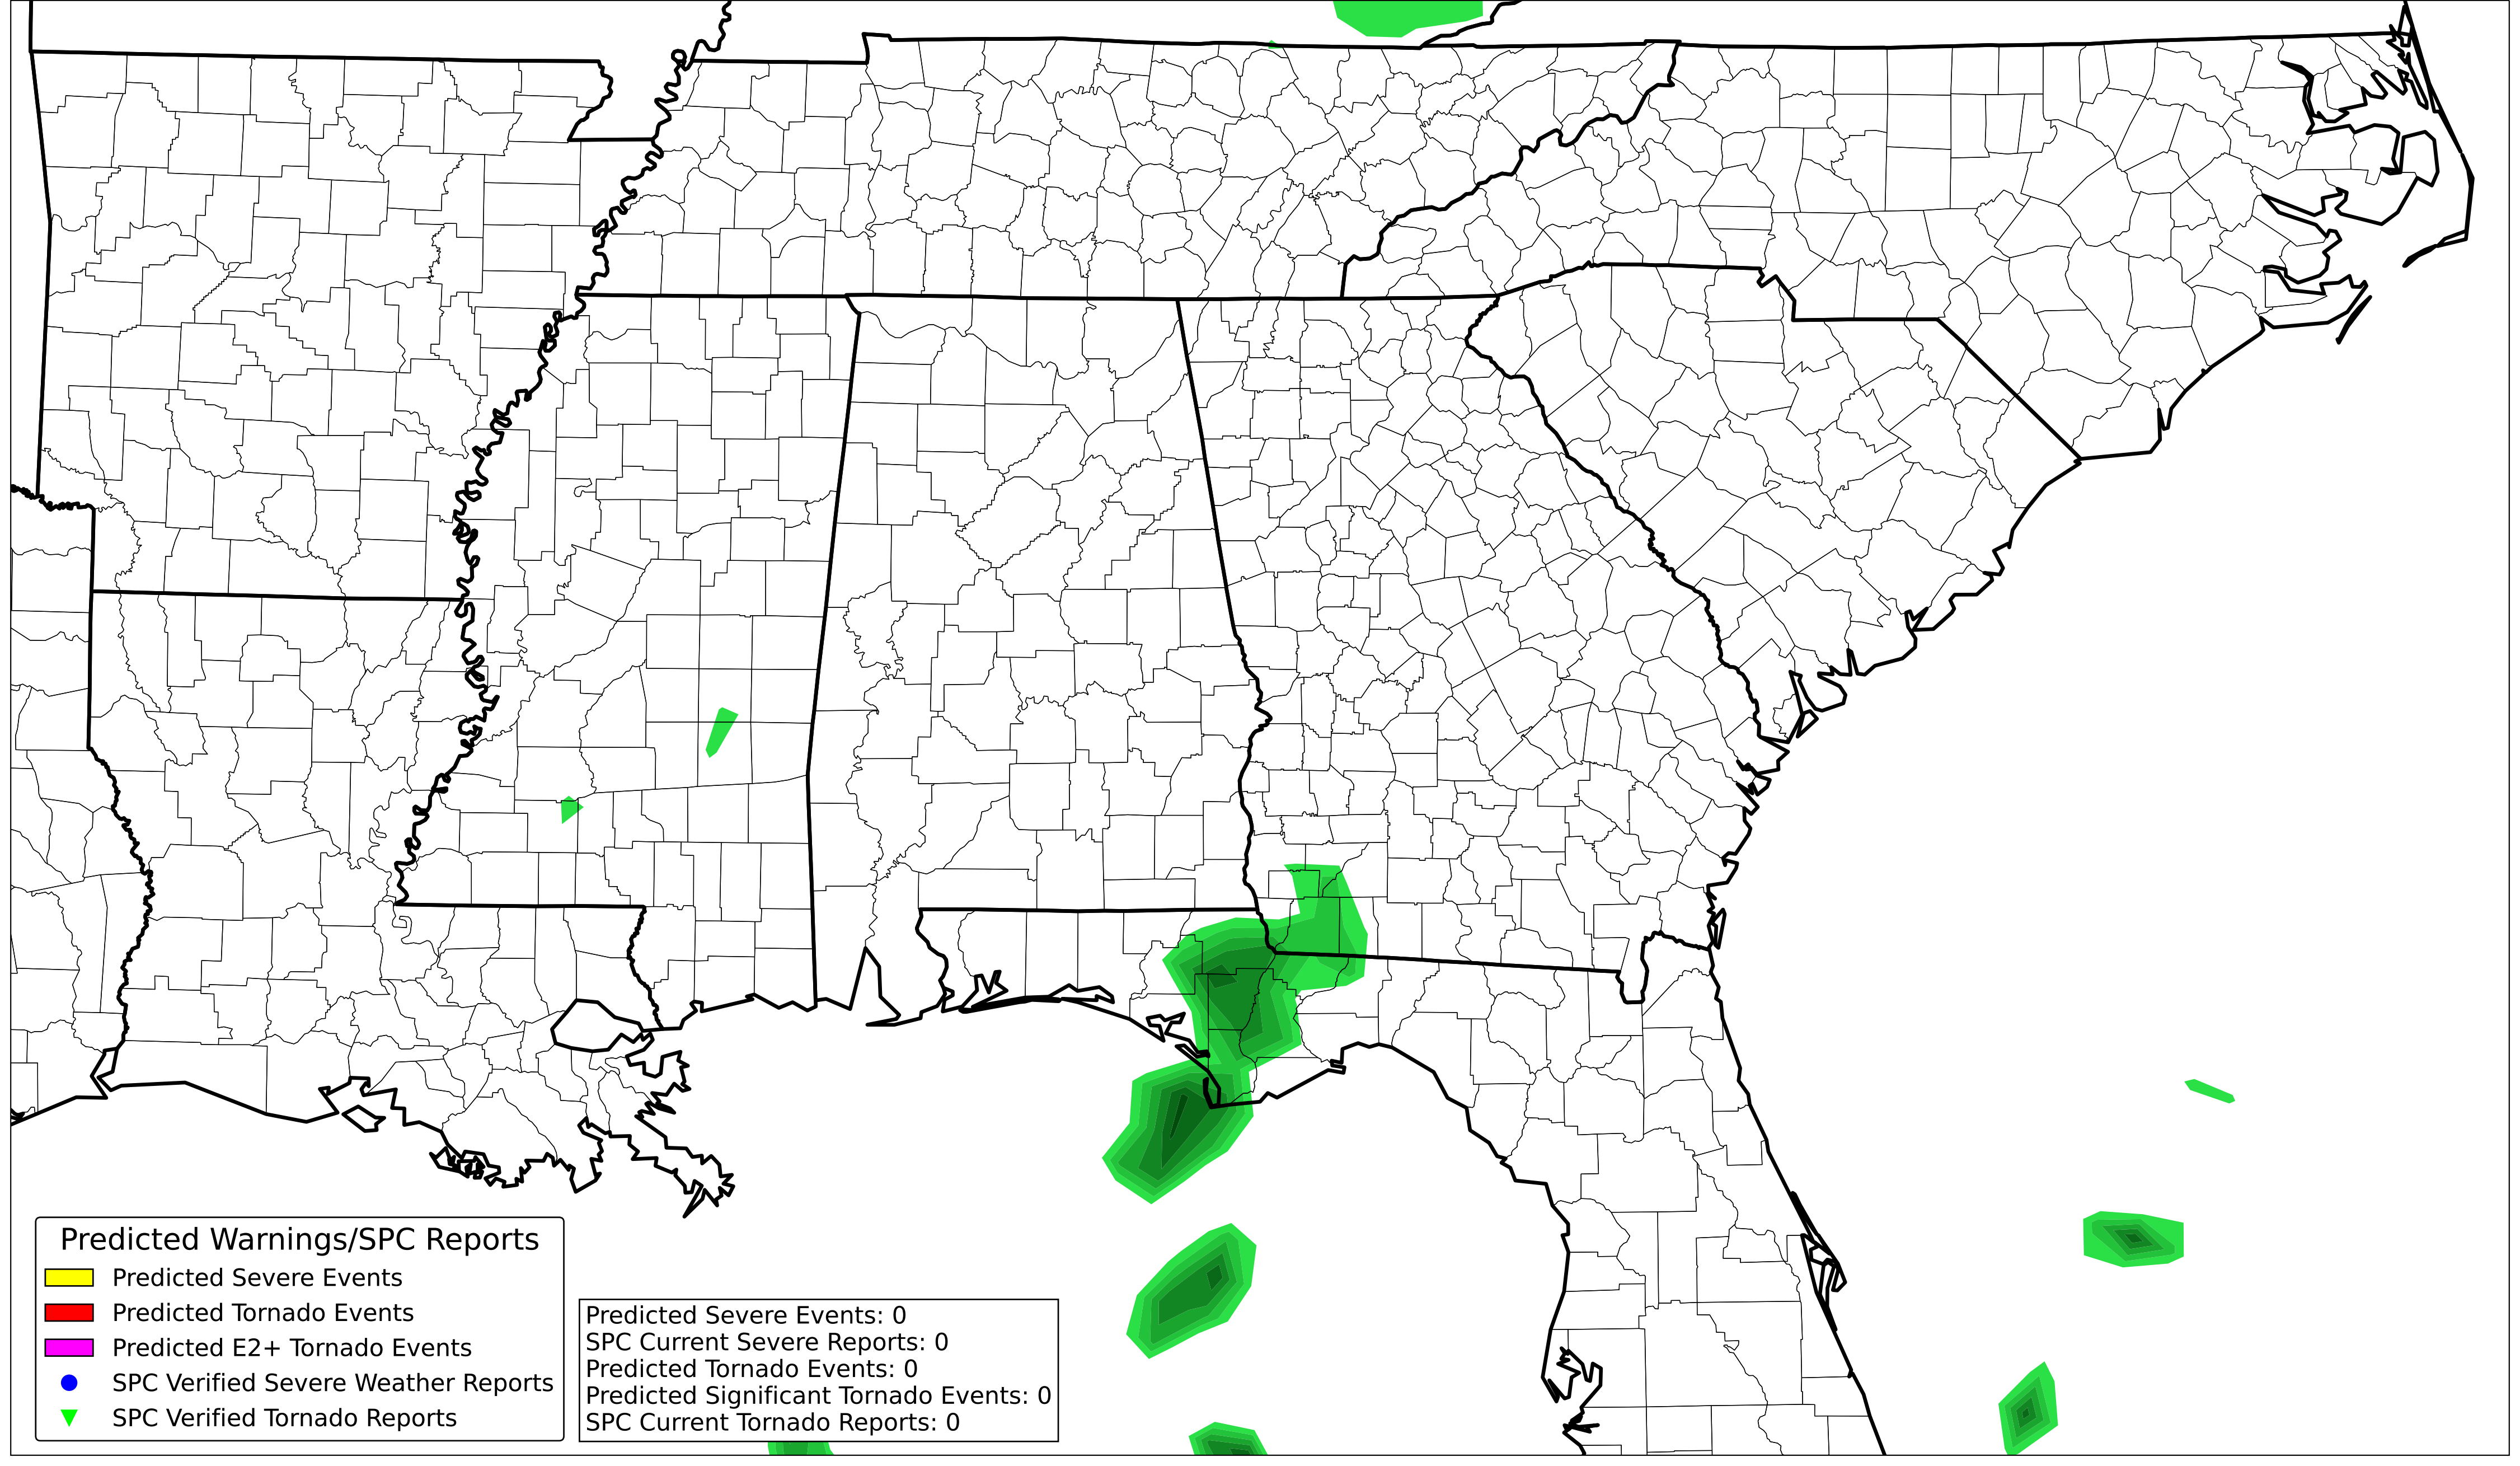 Predicted Warnings/SPC Reports
Predicted Severe Events
Predicted Tornado Events
Predicted E2+ Tornado Events
SPC Verified Severe Weather Reports
SPC Verified Tornado Reports
Predicted Severe Events: 0
SPC Current Severe Reports: 0
Predicted Tornado Events: 0
Predicted Significant Tornado Events: 0
SPC Current Tornado Reports: 0